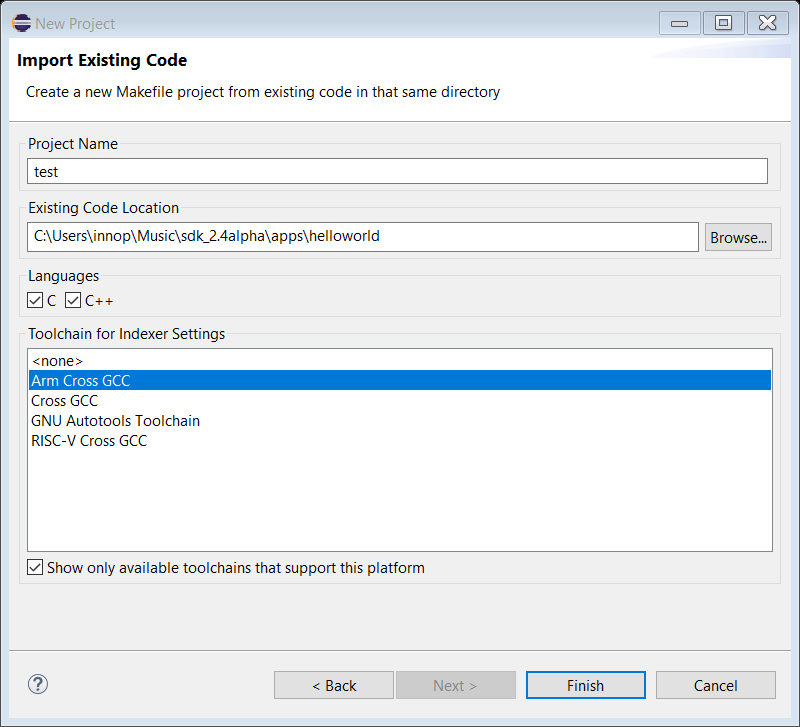 New Project
Import Existing Code
Create a new Makefile project from existing code in that same directory
Project Name
test
Existing Code Location
C:\Users\innop\Music\sdk_2.4alpha\apps\helloworld
Browse...
Languages
C C++
Toolchain for Indexer Settings
<none>
Arm Cross GCC
Cross GCC
GNU Autotools Toolchain
RISC-V Cross GCC
Show only available toolchains that support this platform
? < Back Next > Finish Cancel